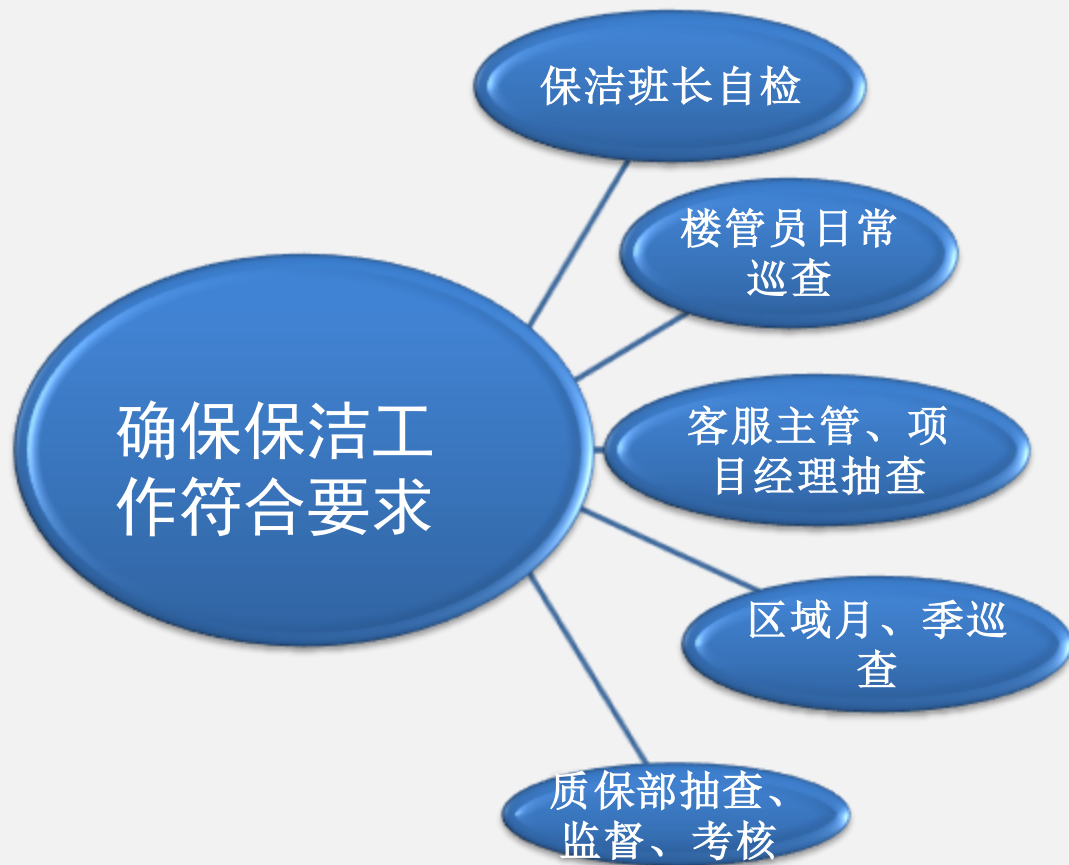 保洁班长自检
楼管员日常
巡查
确保保洁工
作符合要求
客服主管、项
目经理抽查
区域月、季巡
查
质保部抽查、
监督、考核